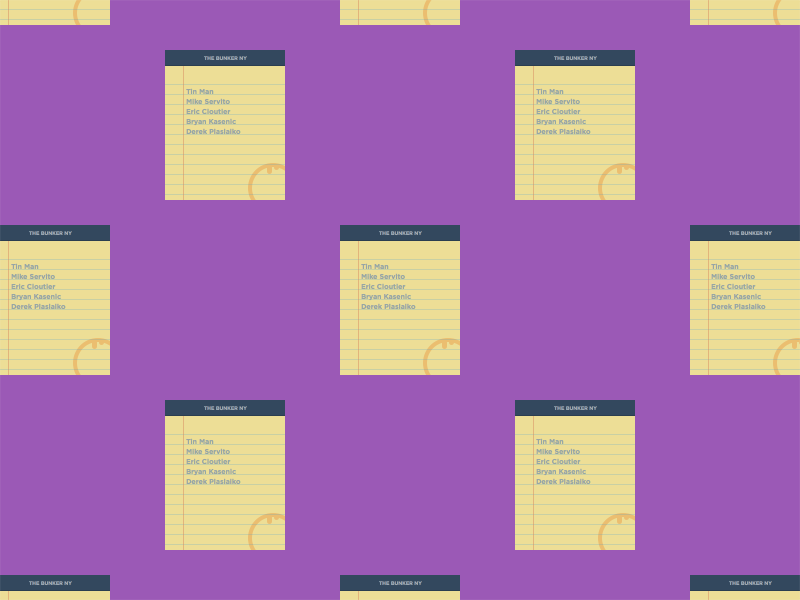 THE BUNKER NY
Tin Man
Mike Servito
Eric Cloutier
Bryan Kasenic
Derek Plaslaiko
THE BUNKER NY
Tin Man
Mike Servito
Eric Cloutier
Bryan Kasenic
Derek Plaslaiko
THE BUNKER NY
Tin Man
Mike Servito
Eric Cloutier
Bryan Kasenic
Derek Plaslaiko
THE BUNKER NY
Tin Man
Mike Servito
Eric Cloutier
Bryan Kasenic
Derek Plaslaiko
THE BUNKER NY
Tin Man
Mike Servito
Eric Cloutier
Bryan Kasenic
Derek Plaslaiko
THE BUNKER NY
Tin Man
Mike Servito
Eric Cloutier
Bryan Kasenic
Derek Plaslaiko
THE BUNKER NY
Tin Man
Mike Servito
Eric Cloutier
Bryan Kasenic
Derek Plaslaiko
THE BUNKER NY
THE BUNKER NY
THE BUNKER NY